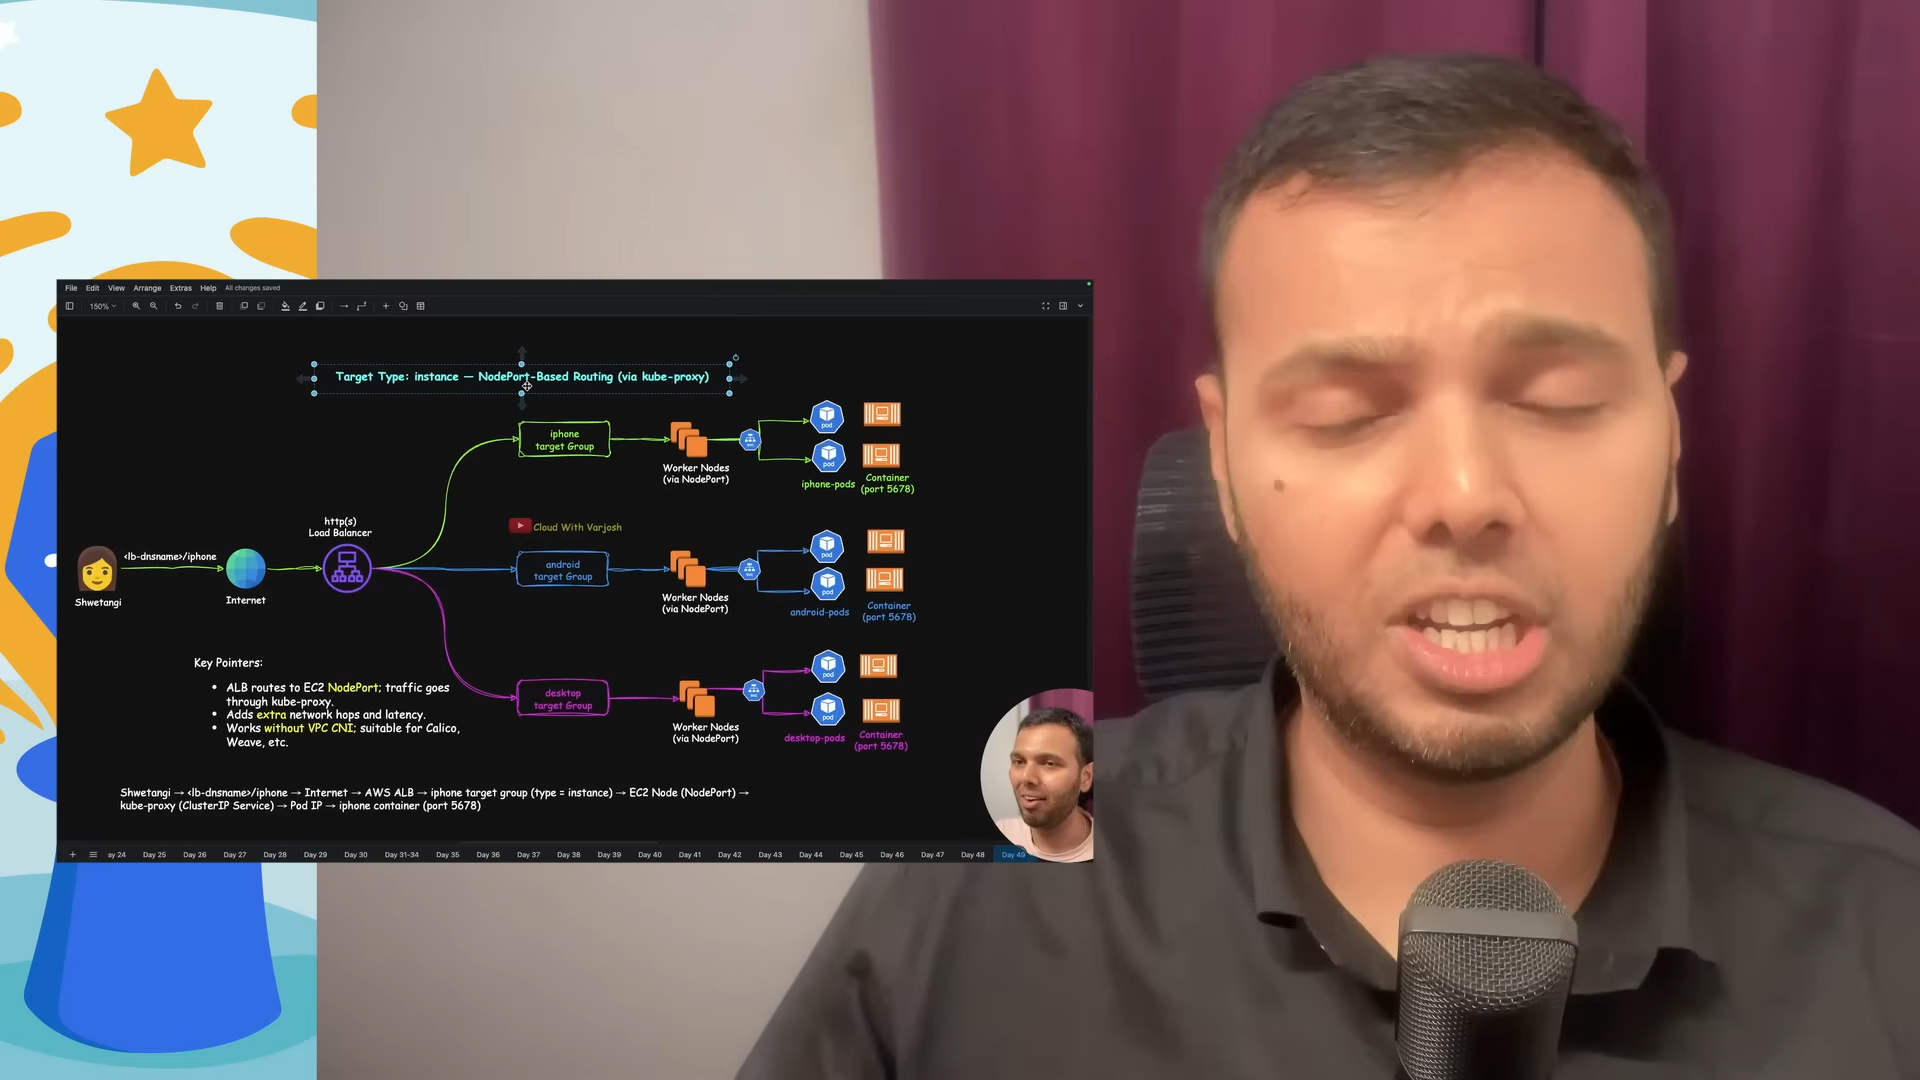 File Edit View Arrange Extras Help All changes saved
150%
Target Type: instance — NodePort-Based Routing (via kube-proxy)
iphone
target Group
Worker Nodes
(via NodePort)
pod
pod
iphone-pods
Container
(port 5678)
Cloud With Varjosh
http(s)
Load Balancer
<lb-dnsname>/iphone
Shwetangi
Internet
android
target Group
Worker Nodes
(via NodePort)
pod
pod
android-pods
Container
(port 5678)
desktop
target Group
Worker Nodes
(via NodePort)
pod
pod
desktop-pods
Container
(port 5678)
Key Pointers:
• ALB routes to EC2 NodePort; traffic goes
through kube-proxy.
• Adds extra network hops and latency.
• Works without VPC CNI; suitable for Calico,
Weave, etc.
Shwetangi → <lb-dnsname>/iphone → Internet → AWS ALB → iphone target group (type = instance) → EC2 Node (NodePort) →
kube-proxy (ClusterIP Service) → Pod IP → iphone container (port 5678)
ay 24 Day 25 Day 26 Day 27 Day 28 Day 29 Day 30 Day 31-34 Day 35 Day 36 Day 37 Day 38 Day 39 Day 40 Day 41 Day 42 Day 43 Day 44 Day 45 Day 46 Day 47 Day 48 Day 49